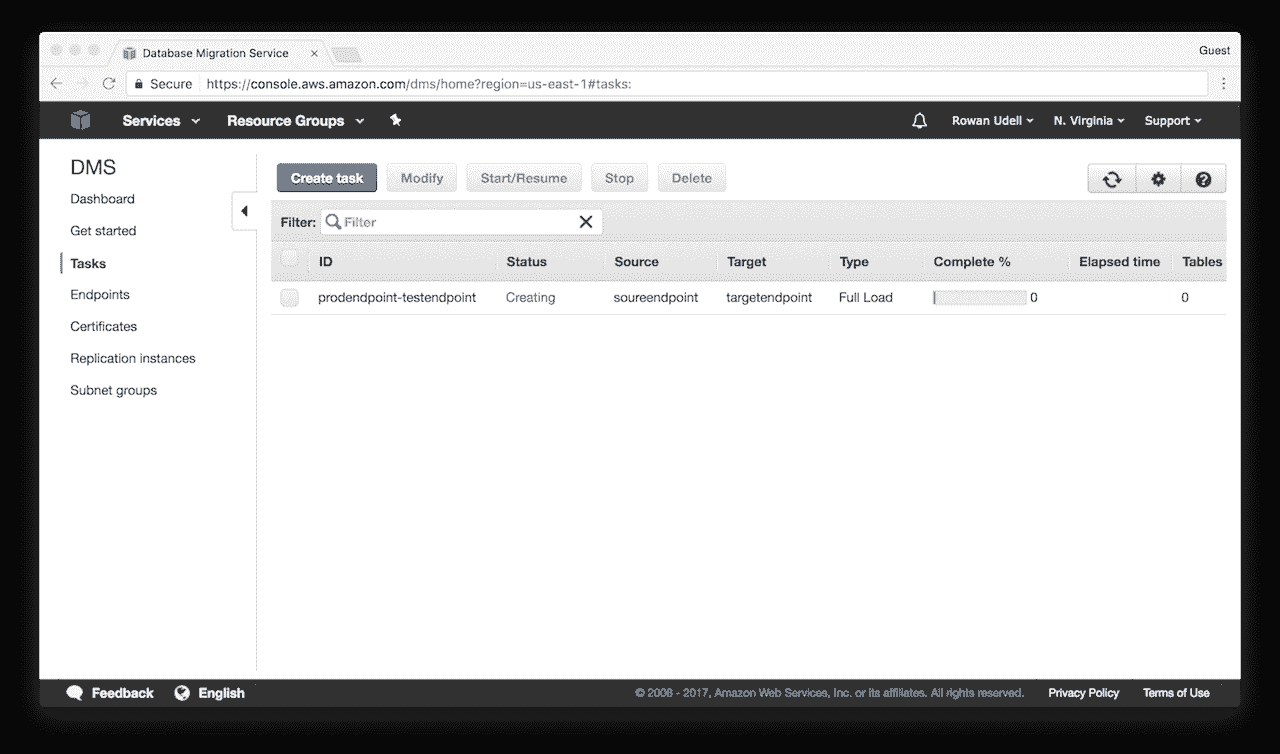 Database Migration Service
Guest
Secure https://console.aws.amazon.com/dms/home?region=us-east-1#tasks:
Services Resource Groups Rowan Udell N. Virginia Support
DMS
Dashboard
Get started
Tasks
Endpoints
Certificates
Replication instances
Subnet groups
Create task Modify Start/Resume Stop Delete
Filter: Filter
ID Status Source Target Type Complete % Elapsed time Tables
prodendpoint-testendpoint Creating soureendpoint targetendpoint Full Load 0 0
Feedback English © 2008 - 2017, Amazon Web Services, Inc. or its affiliates. All rights reserved. Privacy Policy Terms of Use